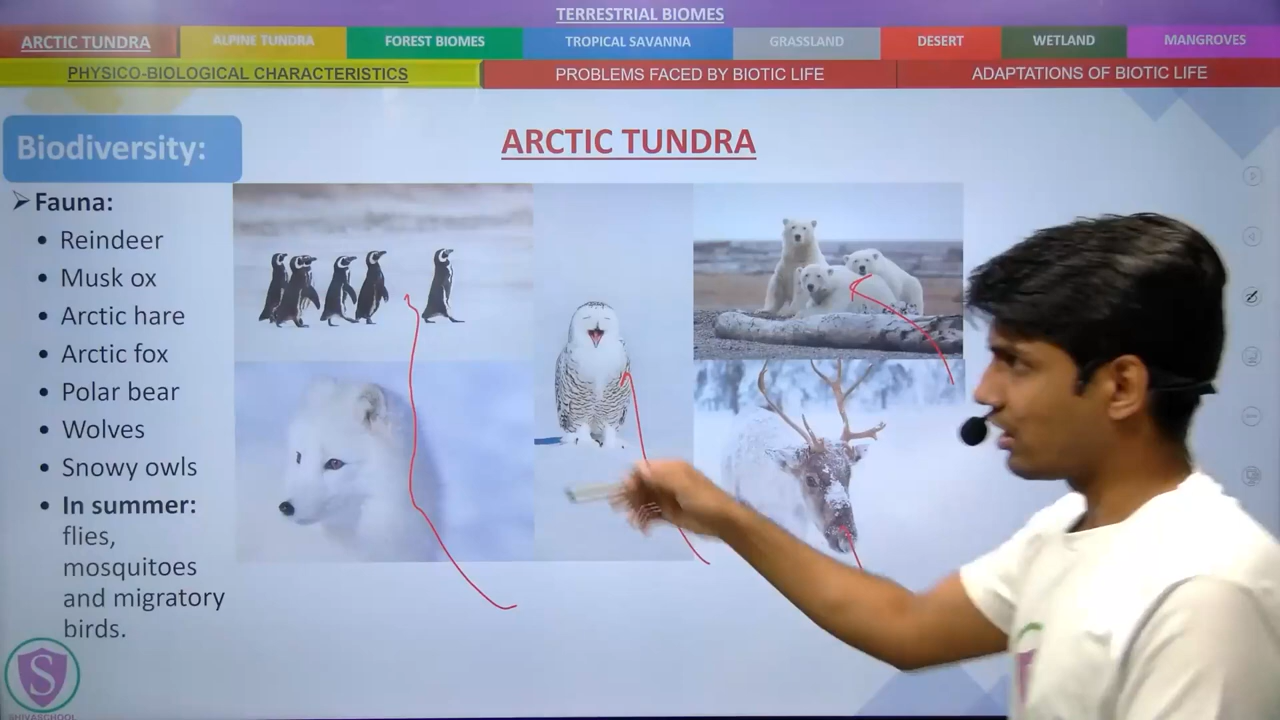 TERRESTRIAL BIOMES
ARCTIC TUNDRA
ALPINE TUNDRA
FOREST BIOMES
TROPICAL SAVANNA
GRASSLAND
DESERT
WETLAND
MANGROVES
PHYSICO-BIOLOGICAL CHARACTERISTICS
PROBLEMS FACED BY BIOTIC LIFE
ADAPTATIONS OF BIOTIC LIFE
Biodiversity:
ARCTIC TUNDRA
Fauna:
Reindeer
Musk ox
Arctic hare
Arctic fox
Polar bear
Wolves
Snowy owls
In summer:
flies,
mosquitoes
and migratory
birds.
S
SHIVASCHOOL